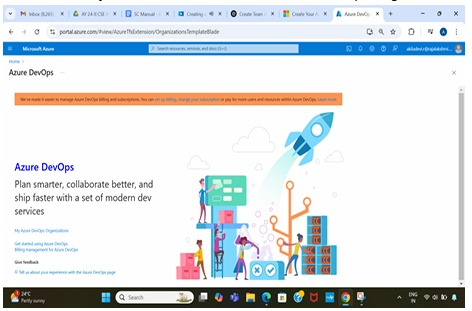 Inbox (8,265)
AY 24-II CSE
SC Manual
Creating
Create Team
Create Your A
Azure DevOps
portal.azure.com/#view/AzureTfsExtension/OrganizationsTemplateBlade
Microsoft Azure
Search resources, services, and docs (G+/)
Home >
Azure DevOps
We've made it easier to manage Azure DevOps billing and subscriptions. You can set up billing, change your subscription or pay for more users and resources within Azure DevOps. Learn more
Azure DevOps
Plan smarter, collaborate better, and
ship faster with a set of modern dev
services
My Azure DevOps Organizations
Get started using Azure DevOps
Billing management for Azure DevOps
Give feedback
Tell us about your experience with the Azure DevOps page
24°C
Partly sunny
Search
ENG
IN